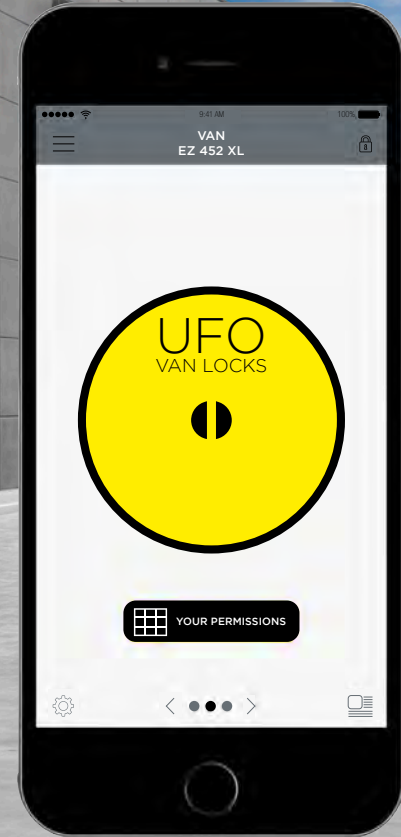 9:41 AM
100%
VAN
EZ 452 XL
UFO
VAN LOCKS
YOUR PERMISSIONS